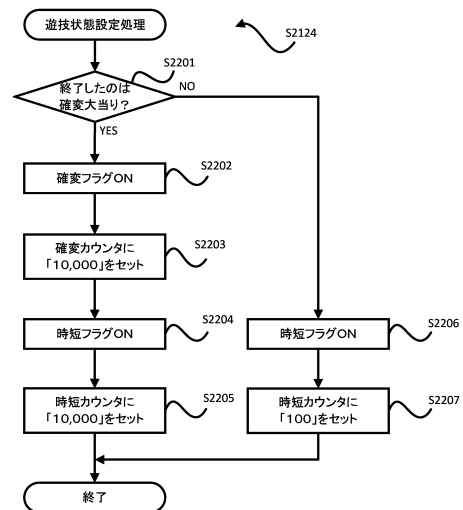 遊技状態設定処理
S2124
S2201
終了したのは
確変大当り？
NO
YES
確変フラグON
S2202
確変カウンタに
「10,000」をセット
S2203
時短フラグON
S2204
時短フラグON
S2206
時短カウンタに
「10,000」をセット
S2205
時短カウンタに
「100」をセット
S2207
終了